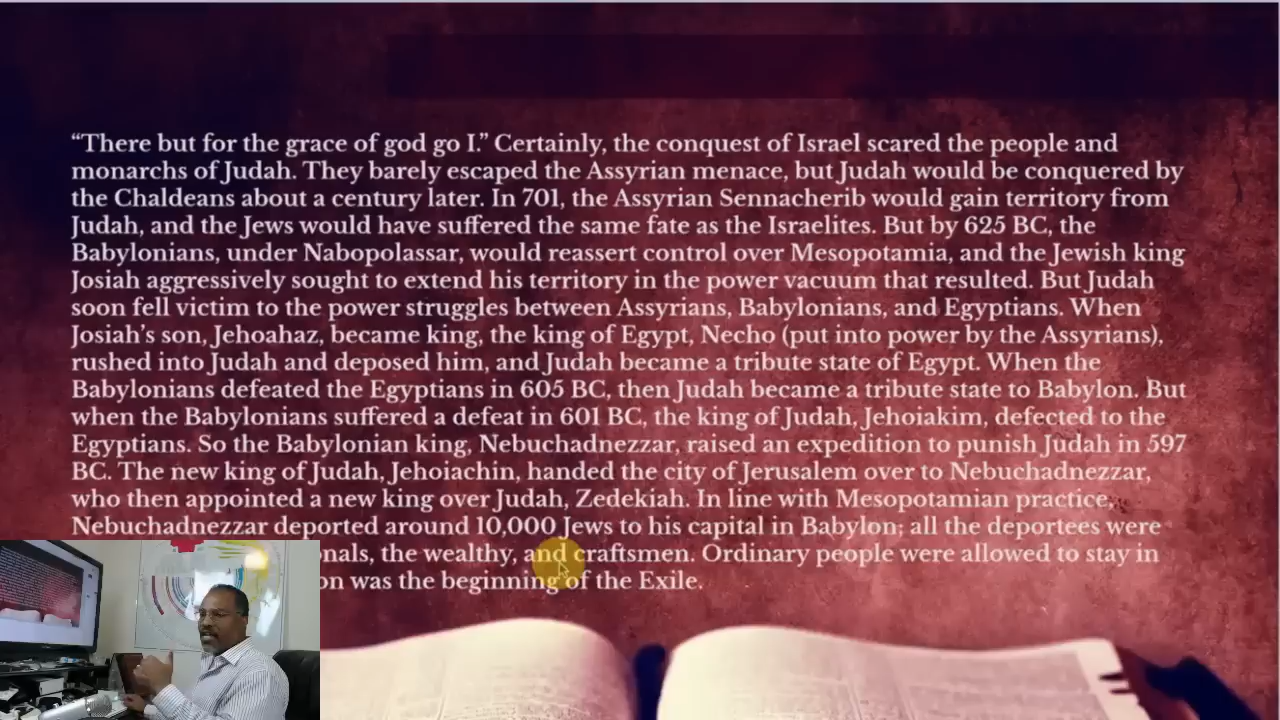 “There but for the grace of god go I.” Certainly, the conquest of Israel scared the people and
monarchs of Judah. They barely escaped the Assyrian menace, but Judah would be conquered by
the Chaldeans about a century later. In 701, the Assyrian Sennacherib would gain territory from
Judah, and the Jews would have suffered the same fate as the Israelites. But by 625 BC, the
Babylonians, under Nabopolassar, would reassert control over Mesopotamia, and the Jewish king
Josiah aggressively sought to extend his territory in the power vacuum that resulted. But Judah
soon fell victim to the power struggles between Assyrians, Babylonians, and Egyptians. When
Josiah’s son, Jehoahaz, became king, the king of Egypt, Necho (put into power by the Assyrians),
rushed into Judah and deposed him, and Judah became a tribute state of Egypt. When the
Babylonians defeated the Egyptians in 605 BC, then Judah became a tribute state to Babylon. But
when the Babylonians suffered a defeat in 601 BC, the king of Judah, Jehoiakim, defected to the
Egyptians. So the Babylonian king, Nebuchadnezzar, raised an expedition to punish Judah in 597
BC. The new king of Judah, Jehoiachin, handed the city of Jerusalem over to Nebuchadnezzar,
who then appointed a new king over Judah, Zedekiah. In line with Mesopotamian practice,
Nebuchadnezzar deported around 10,000 Jews to his capital in Babylon; all the deportees were
nals, the wealthy, and craftsmen. Ordinary people were allowed to stay in
on was the beginning of the Exile.